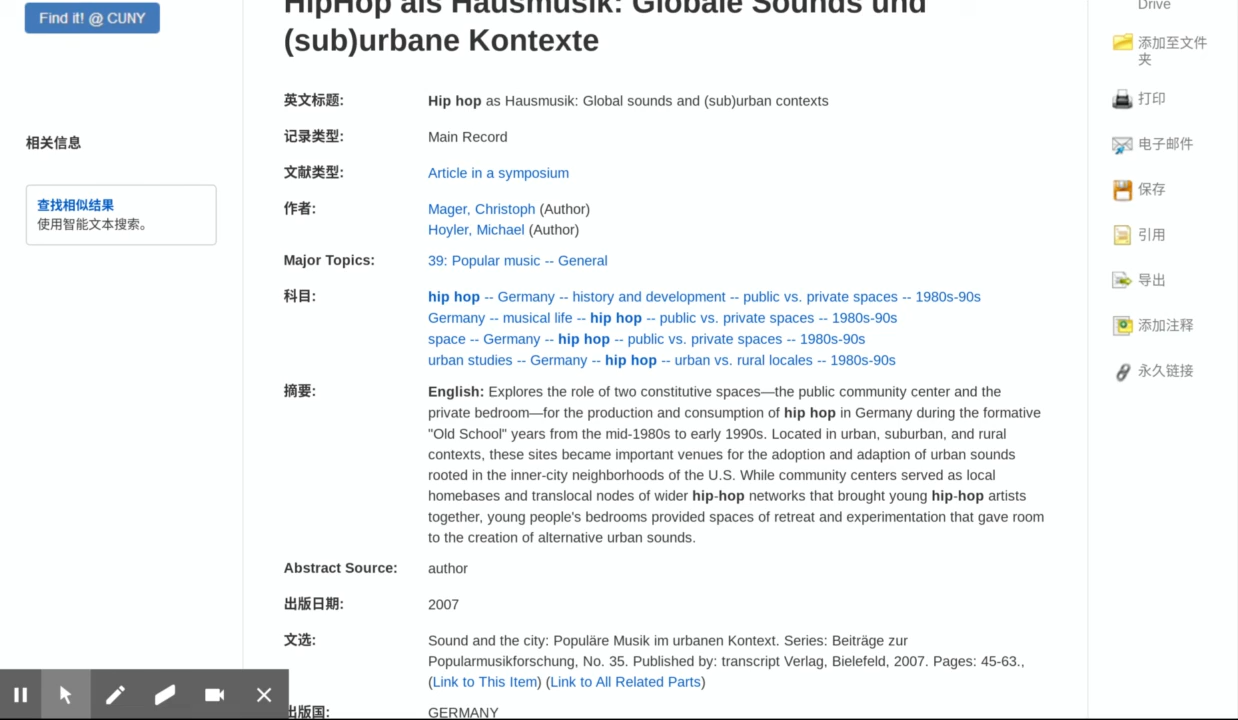 Find it! @ CUNY
HipHop als Hausmusik: Globale Sounds und
(sub)urbane Kontexte
英文标题:
Hip hop as Hausmusik: Global sounds and (sub)urban contexts
记录类型:
Main Record
相关信息
文献类型:
Article in a symposium
查找相似结果
使用智能文本搜索。
作者:
Mager, Christoph (Author)
Hoyler, Michael (Author)
Major Topics:
39: Popular music -- General
科目:
hip hop -- Germany -- history and development -- public vs. private spaces -- 1980s-90s
Germany -- musical life -- hip hop -- public vs. private spaces -- 1980s-90s
space -- Germany -- hip hop -- public vs. private spaces -- 1980s-90s
urban studies -- Germany -- hip hop -- urban vs. rural locales -- 1980s-90s
摘要:
English: Explores the role of two constitutive spaces—the public community center and the
private bedroom—for the production and consumption of hip hop in Germany during the formative
"Old School" years from the mid-1980s to early 1990s. Located in urban, suburban, and rural
contexts, these sites became important venues for the adoption and adaption of urban sounds
rooted in the inner-city neighborhoods of the U.S. While community centers served as local
homebases and translocal nodes of wider hip-hop networks that brought young hip-hop artists
together, young people's bedrooms provided spaces of retreat and experimentation that gave room
to the creation of alternative urban sounds.
Abstract Source:
author
出版日期:
2007
文选:
Sound and the city: Populäre Musik im urbanen Kontext. Series: Beiträge zur
Popularmusikforschung, No. 35. Published by: transcript Verlag, Bielefeld, 2007. Pages: 45-63.,
(Link to This Item) (Link to All Related Parts)
出版国:
GERMANY
Drive
添加至文件
夹
打印
电子邮件
保存
引用
导出
添加注释
永久链接